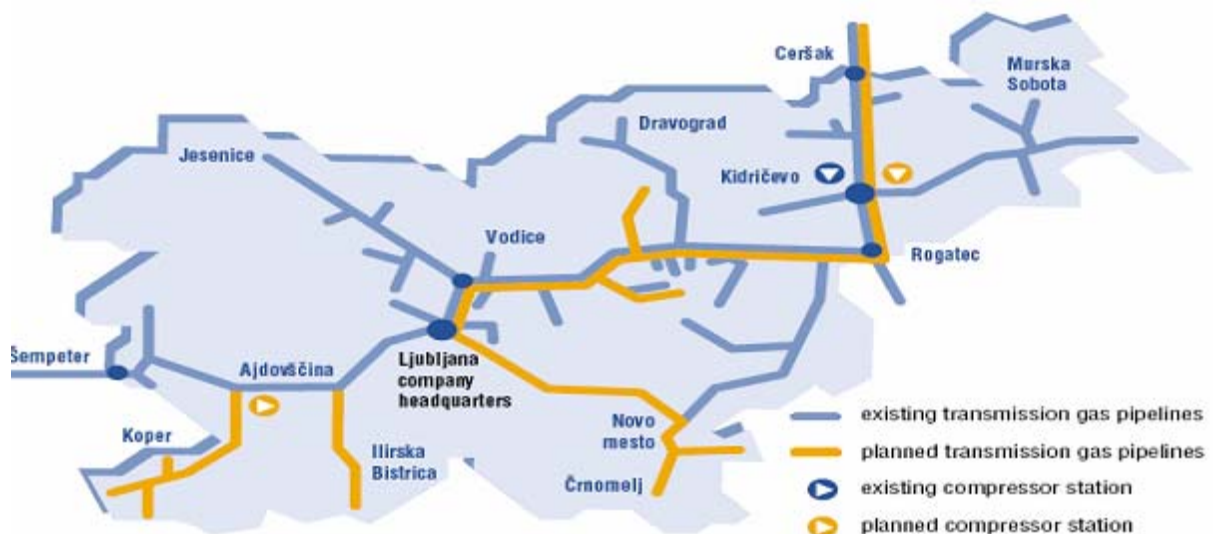 Ceršak
Murska
Sobota
Dravograd
Jesenice
Kidričevo
Vodice
Rogatec
Šempeter
Ajdovščina
Ljubljana
company
headquarters
Koper
Ilirska
Bistrica
Novo
mesto
Črnomelj
existing transmission gas pipelines
planned transmission gas pipelines
existing compressor station
planned compressor station